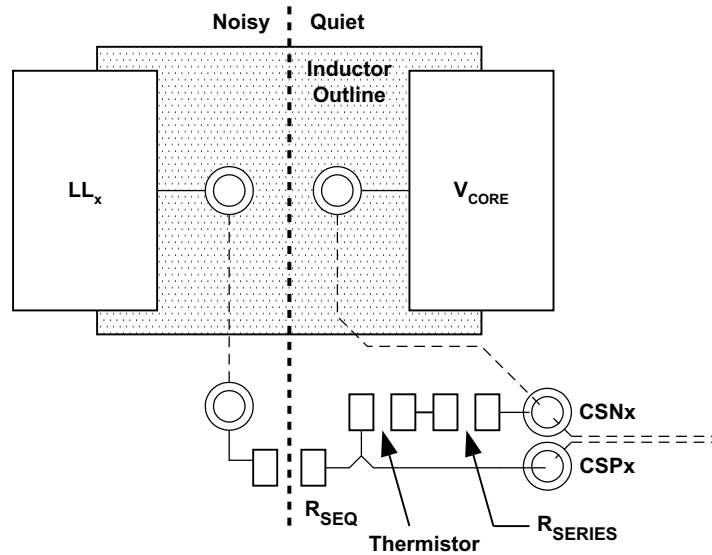 Noisy
Quiet
Inductor
Outline
LLx
VCORE
CSNx
CSPx
RSEQ
RSERIES
Thermistor